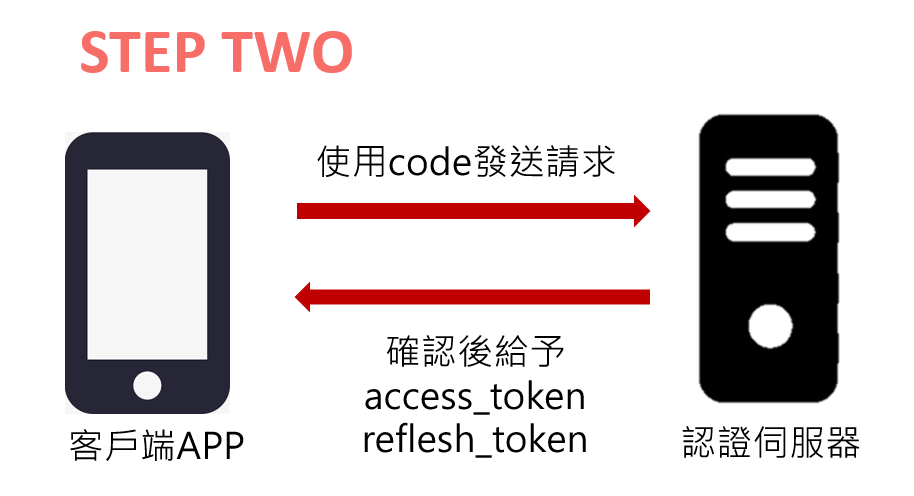 STEP TWO
使用code發送請求
確認後給予
access_token
reflesh_token
客戶端APP
認證伺服器